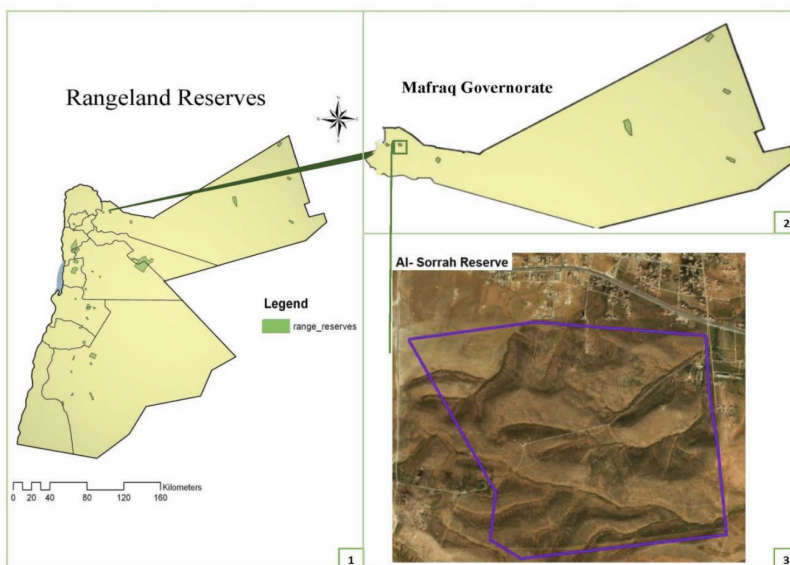 Rangeland Reserves
Legend
range_reserves
Kilometers
0 10 20 40 80 120 160
1
Mafraq Governorate
2
Al- Sorrah Reserve
3